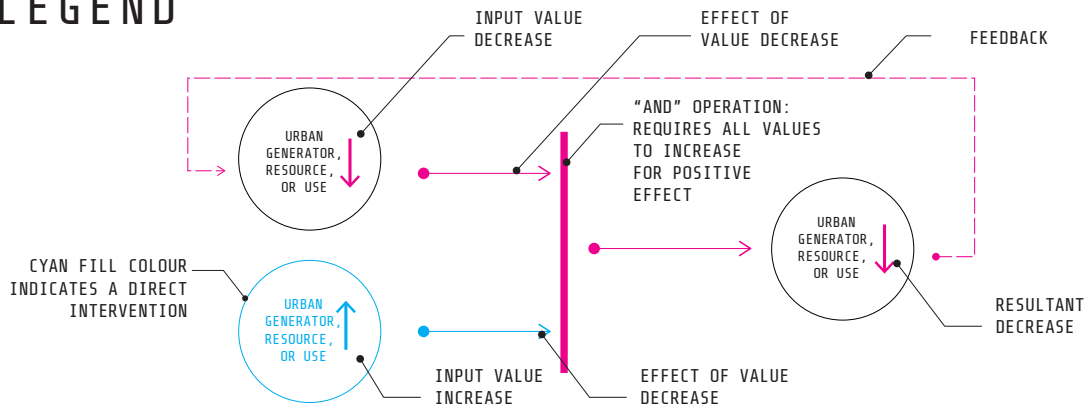 LEGEND
INPUT VALUE
DECREASE
EFFECT OF
VALUE DECREASE
FEEDBACK
"AND" OPERATION:
REQUIRES ALL VALUES
TO INCREASE
FOR POSITIVE
EFFECT
URBAN
GENERATOR,
RESOURCE,
OR USE
URBAN
GENERATOR,
RESOURCE,
OR USE
CYAN FILL COLOUR
INDICATES A DIRECT
INTERVENTION
URBAN
GENERATOR,
RESOURCE,
OR USE
RESULTANT
DECREASE
INPUT VALUE
INCREASE
EFFECT OF VALUE
DECREASE